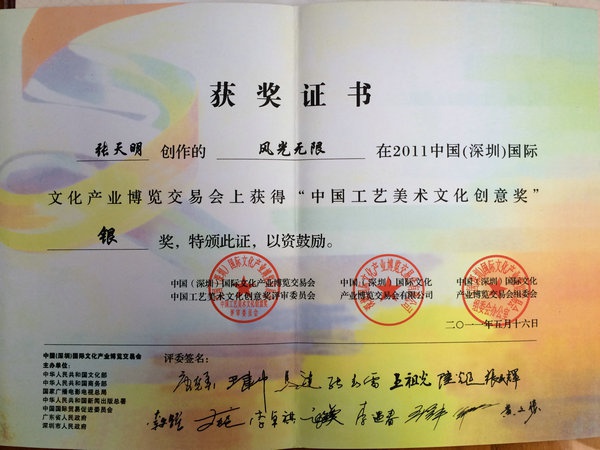 获奖证书
张天明 创作的 风光无限 在2011中国(深圳)国际
文化产业博览交易会上获得“中国工艺美术文化创意奖”
银 奖，特颁此证，以资鼓励。
中国（深圳）国际文化产业博览交易会
中国工艺美术文化创意奖评审委员会
中国（深圳）国际文化
产业博览交易会有限公司
中国（深圳）国际文化
产业博览交易会组委会
二〇一一年五月十六日
中国(深圳)国际文化产业博览交易会
主办单位:
中华人民共和国文化部
中华人民共和国商务部
国家广播电影电视总局
中华人民共和国新闻出版总署
中国国际贸易促进委员会
广东省人民政府
深圳市人民政府
评委签名:
王祖光